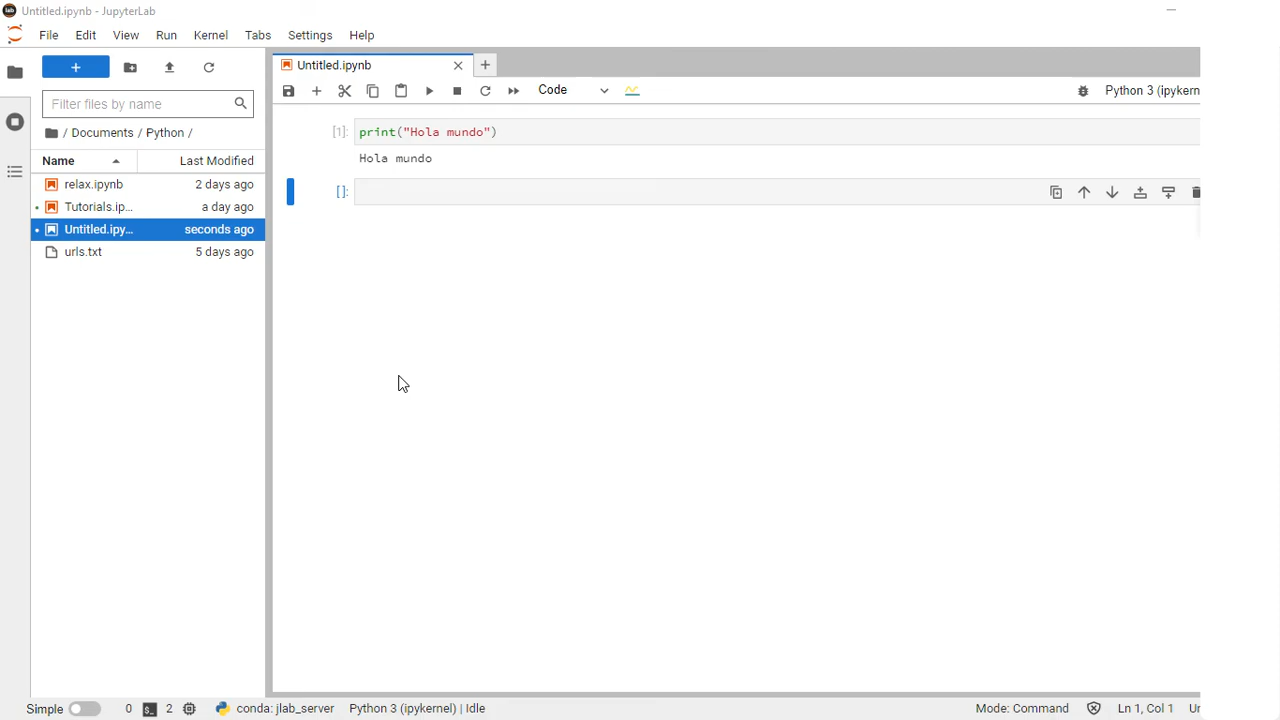 Untitled.ipynb - JupyterLab
File Edit View Run Kernel Tabs Settings Help
Untitled.ipynb
Filter files by name
Code
Python 3 (ipykern
/ Documents / Python /
Name Last Modified
relax.ipynb 2 days ago
Tutorials.ip... a day ago
Untitled.ipy... seconds ago
urls.txt 5 days ago
[1]: print("Hola mundo")
Hola mundo
[]:
Simple 0 2 conda: jlab_server Python 3 (ipykernel) | Idle Mode: Command Ln 1, Col 1 Un